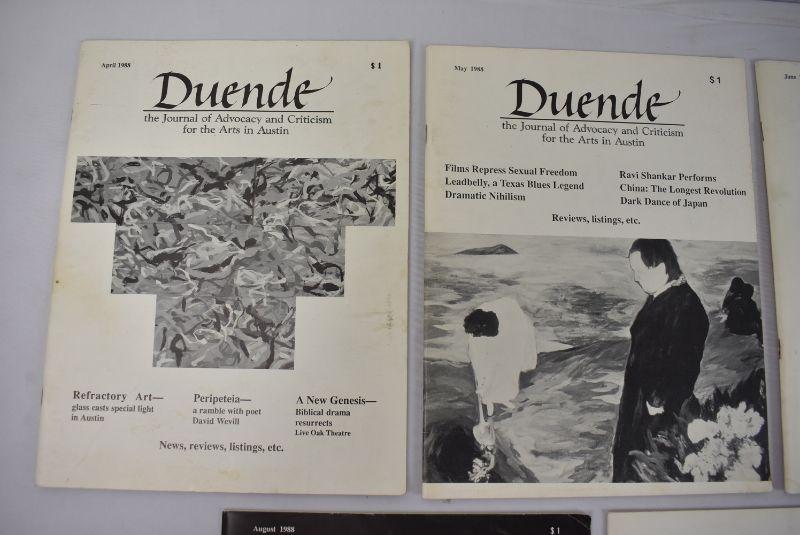 April 1988
$1
Duende
the Journal of Advocacy and Criticism
for the Arts in Austin
Refractory Art—
glass casts special light
in Austin
Peripeteia—
a ramble with poet
David Wevill
A New Genesis—
Biblical drama
resurrects
Live Oak Theatre
News, reviews, listings, etc.
May 1988
$1
Duende
the Journal of Advocacy and Criticism
for the Arts in Austin
Films Repress Sexual Freedom
Leadbelly, a Texas Blues Legend
Dramatic Nihilism
Ravi Shankar Performs
China: The Longest Revolution
Dark Dance of Japan
Reviews, listings, etc.
June
August 1988
$1